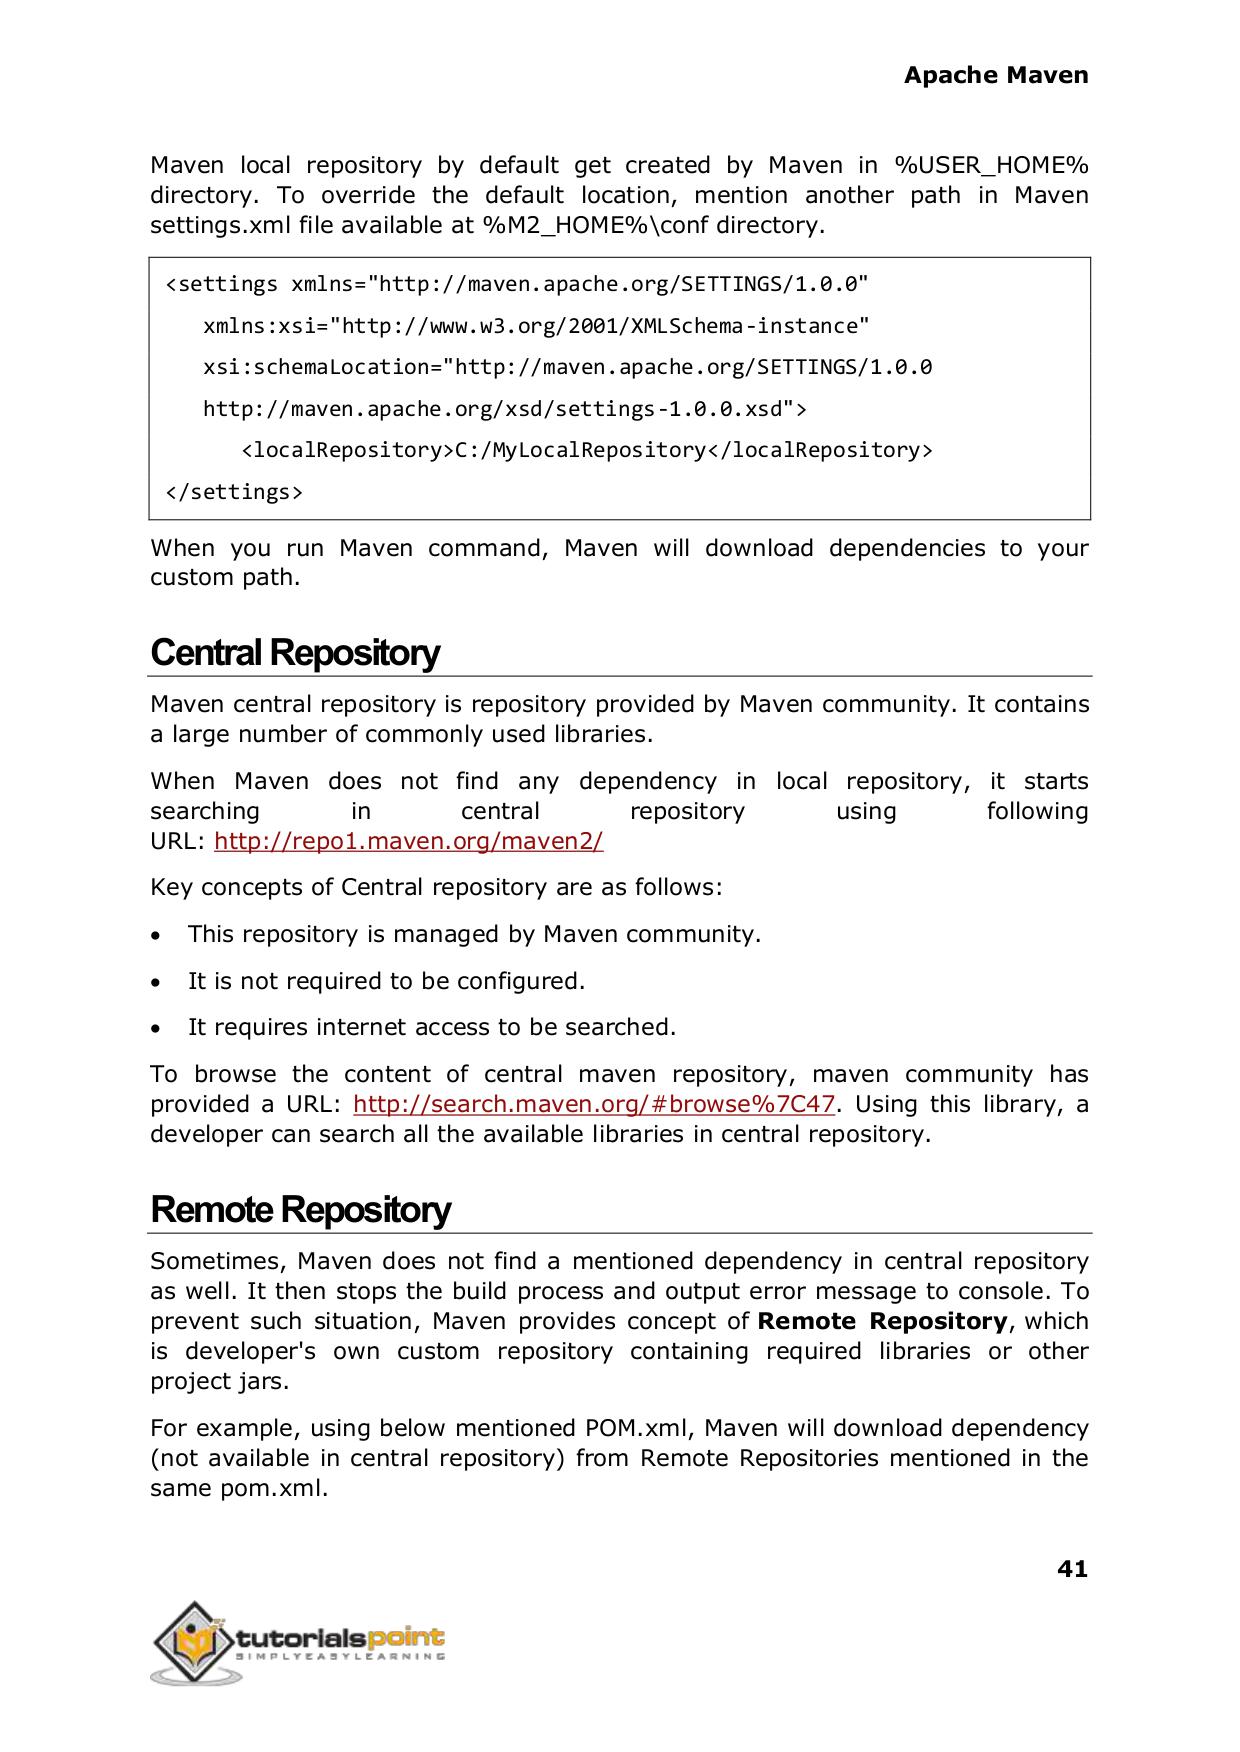 Apache Maven
Maven local repository by default get created by Maven in %USER_HOME%
directory. To override the default location, mention another path in Maven
settings.xml file available at %M2_HOME%\conf directory.
<settings xmlns="http://maven.apache.org/SETTINGS/1.0.0"
xmlns:xsi="http://www.w3.org/2001/XMLSchema-instance"
xsi:schemaLocation="http://maven.apache.org/SETTINGS/1.0.0
http://maven.apache.org/xsd/settings-1.0.0.xsd">
<localRepository>C:/MyLocalRepository</localRepository>
</settings>
When you run Maven command, Maven will download dependencies to your
custom path.
Central Repository
Maven central repository is repository provided by Maven community. It contains
a large number of commonly used libraries.
When Maven does not find any dependency in local repository, it starts
searching in central repository using following
URL: http://repo1.maven.org/maven2/
Key concepts of Central repository are as follows:
• This repository is managed by Maven community.
• It is not required to be configured.
• It requires internet access to be searched.
To browse the content of central maven repository, maven community has
provided a URL: http://search.maven.org/#browse%7C47. Using this library, a
developer can search all the available libraries in central repository.
Remote Repository
Sometimes, Maven does not find a mentioned dependency in central repository
as well. It then stops the build process and output error message to console. To
prevent such situation, Maven provides concept of Remote Repository, which
is developer's own custom repository containing required libraries or other
project jars.
For example, using below mentioned POM.xml, Maven will download dependency
(not available in central repository) from Remote Repositories mentioned in the
same pom.xml.
41
tutorialspoint
SIMPLYEASYLEARNING